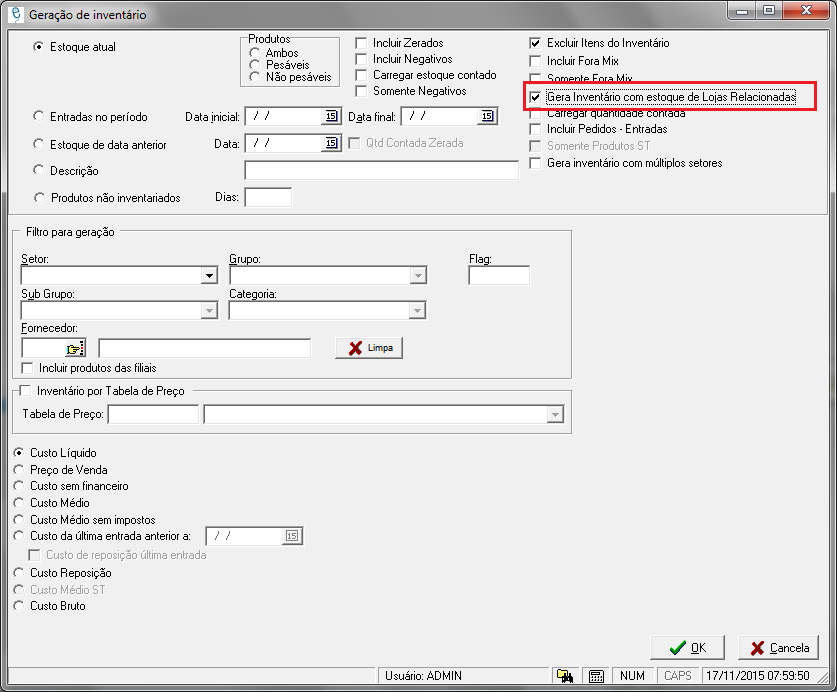 Geração de inventário
Estoque atual
Produtos
Ambos
Pesáveis
Não pesáveis
Incluir Zerados
Incluir Negativos
Carregar estoque contado
Somente Negativos
Excluir Itens do Inventário
Incluir Fora Mix
Somente Fora Mix
Gera Inventário com estoque de Lojas Relacionadas
Carregar quantidade contada
Incluir Pedidos - Entradas
Somente Produtos ST
Gera inventário com múltiplos setores
Entradas no período
Data inicial: / / 15
Data final: / / 15
Estoque de data anterior
Data: / / 15
Qtd Contada Zerada
Descrição
Produtos não inventariados
Dias:
Filtro para geração
Setor:
Grupo:
Flag:
Sub Grupo:
Categoria:
Fornecedor:
Limpa
Incluir produtos das filiais
Inventário por Tabela de Preço
Tabela de Preço:
Custo Líquido
Preço de Venda
Custo sem financeiro
Custo Médio
Custo Médio sem impostos
Custo da última entrada anterior a: / / 15
Custo de reposição última entrada
Custo Reposição
Custo Médio ST
Custo Bruto
OK
Cancela
Usuário: ADMIN
NUM
CAPS
17/11/2015 07:59:50